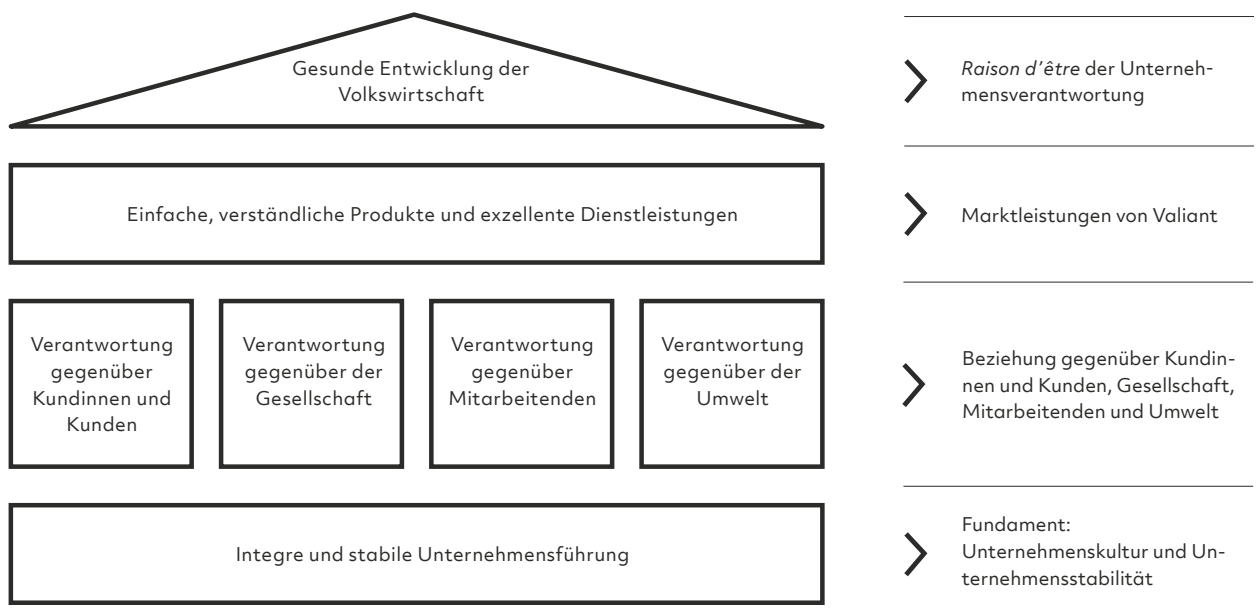 Gesunde Entwicklung der
Volkswirtschaft
Raison d’être der Unterneh-
mensverantwortung
Einfache, verständliche Produkte und exzellente Dienstleistungen
Marktleistungen von Valiant
Verantwortung
gegenüber
Kundinnen und
Kunden
Verantwortung
gegenüber der
Gesellschaft
Verantwortung
gegenüber
Mitarbeitenden
Verantwortung
gegenüber der
Umwelt
Beziehung gegenüber Kundin-
nen und Kunden, Gesellschaft,
Mitarbeitenden und Umwelt
Integre und stabile Unternehmensführung
Fundament:
Unternehmenskultur und Un-
ternehmensstabilität